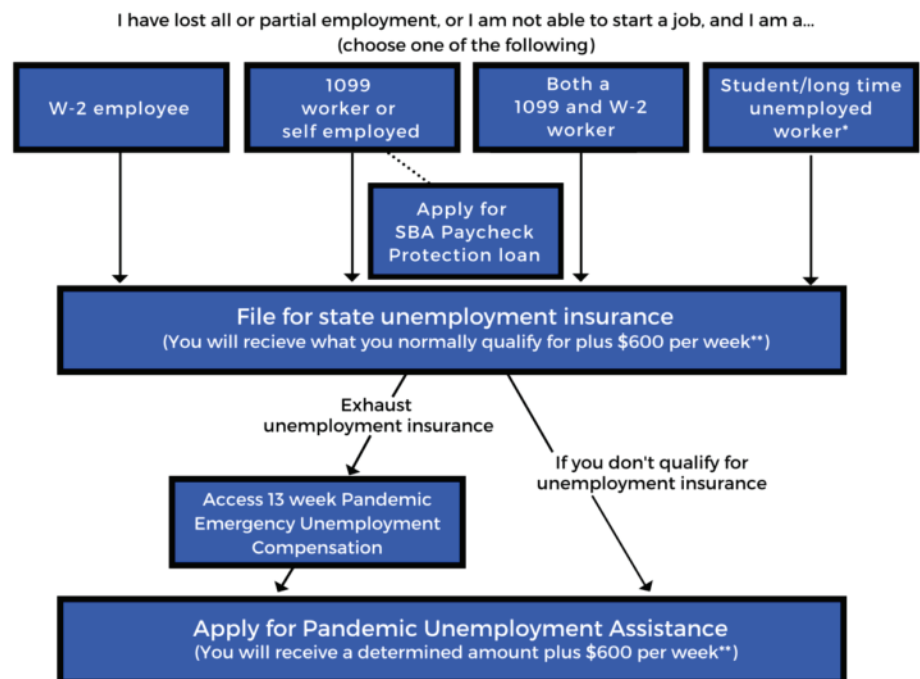 I have lost all or partial employment, or I am not able to start a job, and I am a...
(choose one of the following)
W-2 employee
1099
worker or
self employed
Both a
1099 and W-2
worker
Student/long time
unemployed
worker*
Apply for
SBA Paycheck
Protection loan
File for state unemployment insurance
(You will recieve what you normally qualify for plus $600 per week**)
Exhaust
unemployment insurance
If you don't qualify for
unemployment insurance
Access 13 week Pandemic
Emergency Unemployment
Compensation
Apply for Pandemic Unemployment Assistance
(You will receive a determined amount plus $600 per week**)